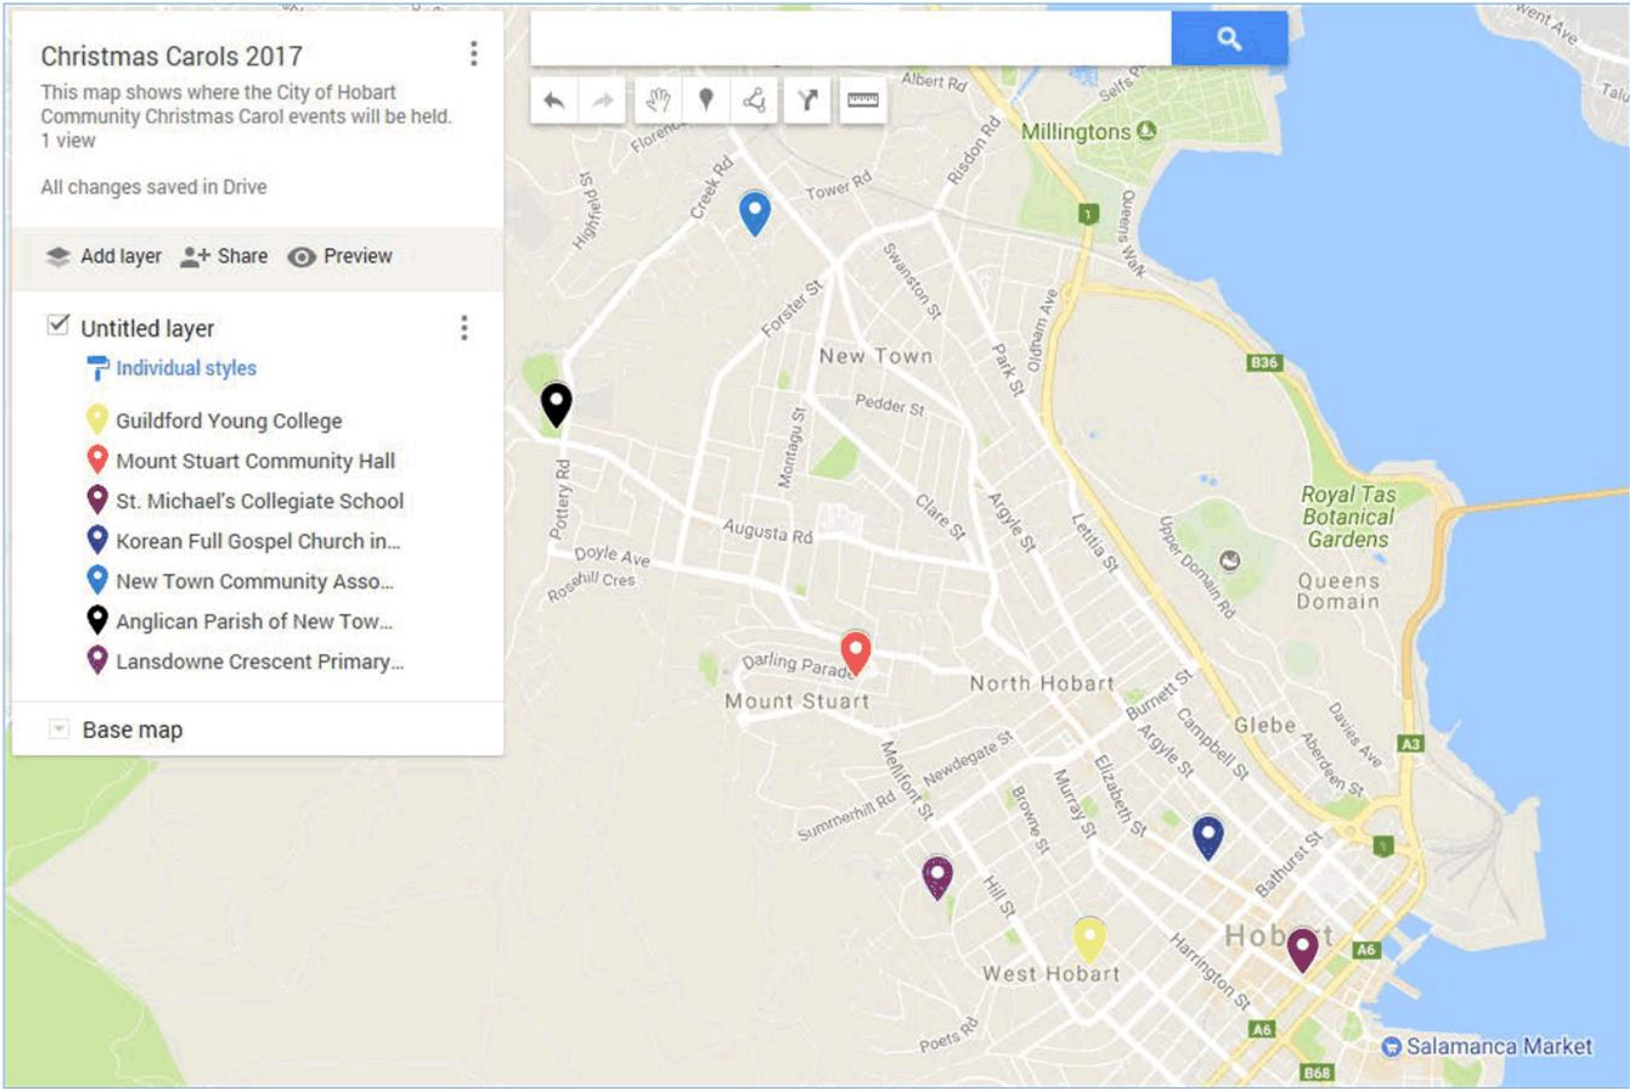 Christmas Carols 2017
This map shows where the City of Hobart
Community Christmas Carol events will be held.
1 view
All changes saved in Drive
Add layer
Share
Preview
Untitled layer
Individual styles
Guildford Young College
Mount Stuart Community Hall
St. Michael's Collegiate School
Korean Full Gospel Church in...
New Town Community Asso...
Anglican Parish of New Tow...
Lansdowne Crescent Primary...
Base map
Albert Rd
Millingtons
Risdon Rd
Creek Rd
Tower Rd
Highfield St
1
Queens Walk
Swanston St
Forster St
Oldham Ave
New Town
Park St
B36
Pedder St
Montagu St
Pottery Rd
Clare St
Argyle St
Augusta Rd
Letitia St
Royal Tas
Botanical
Gardens
Upper Domain Rd
Doyle Ave
Rosehill Cres
Queens
Domain
Darling Parade
Mount Stuart
North Hobart
Burnett St
Glebe
Davies Ave
Campbell St
Argyle St
Aberdeen St
A3
Mellifont St
Newdegate St
Elizabeth St
Summerhill Rd
Browne St
Murray St
Bathurst St
1
Hill St
West Hobart
A6
Harrington St
Poets Rd
A6
Salamanca Market
B68